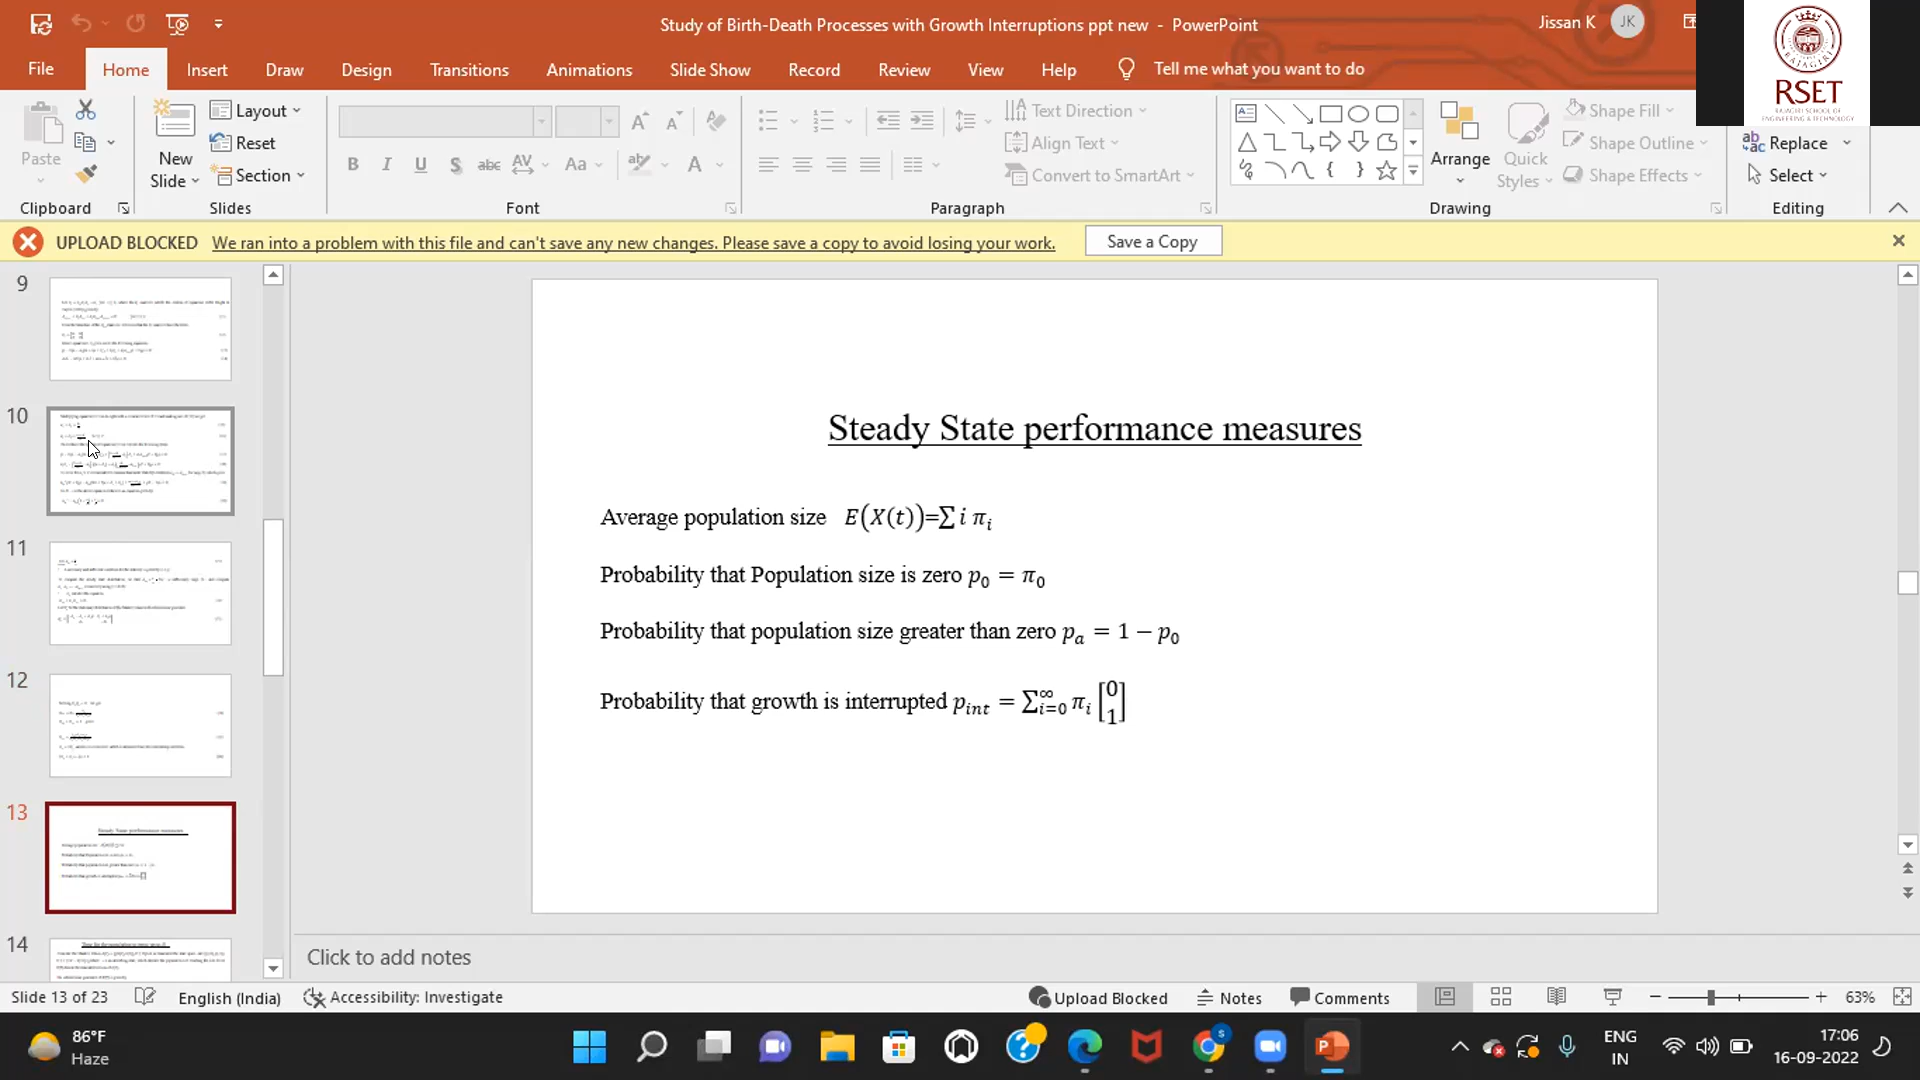 Study of Birth-Death Processes with Growth Interruptions ppt new - PowerPoint
Jissan K
JK
File
Home
Insert
Draw
Design
Transitions
Animations
Slide Show
Record
Review
View
Help
Tell me what you want to do
RSET
RAJAGIRI SCHOOL OF
ENGINEERING & TECHNOLOGY
Paste
New
Slide
Layout
Reset
Section
Text Direction
Align Text
Convert to SmartArt
Arrange
Quick
Styles
Shape Fill
Shape Outline
Shape Effects
Replace
Select
Clipboard
Slides
Font
Paragraph
Drawing
Editing
UPLOAD BLOCKED We ran into a problem with this file and can't save any new changes. Please save a copy to avoid losing your work.
Save a Copy
9
10
11
12
13
14
Steady State performance measures
Average population size E(X(t))=∑ i π_i
Probability that Population size is zero p_0 = π_0
Probability that population size greater than zero p_a = 1 − p_0
Probability that growth is interrupted p_int = ∑_{i=0}^{∞} π_i [0 1]
Click to add notes
Slide 13 of 23
English (India)
Accessibility: Investigate
Upload Blocked
Notes
Comments
63%
86°F
Haze
ENG
IN
17:06
16-09-2022